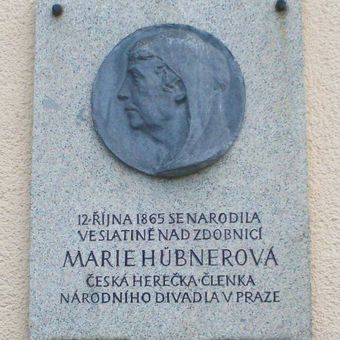 12·ŘÍJNA 1865 SE NARODILA
VE SLATINĚ NAD ZDOBNICÍ
MARIE HÜBNEROVÁ
ČESKÁ HEREČKA·ČLENKA
NÁRODNÍHO DIVADLA V PRAZE